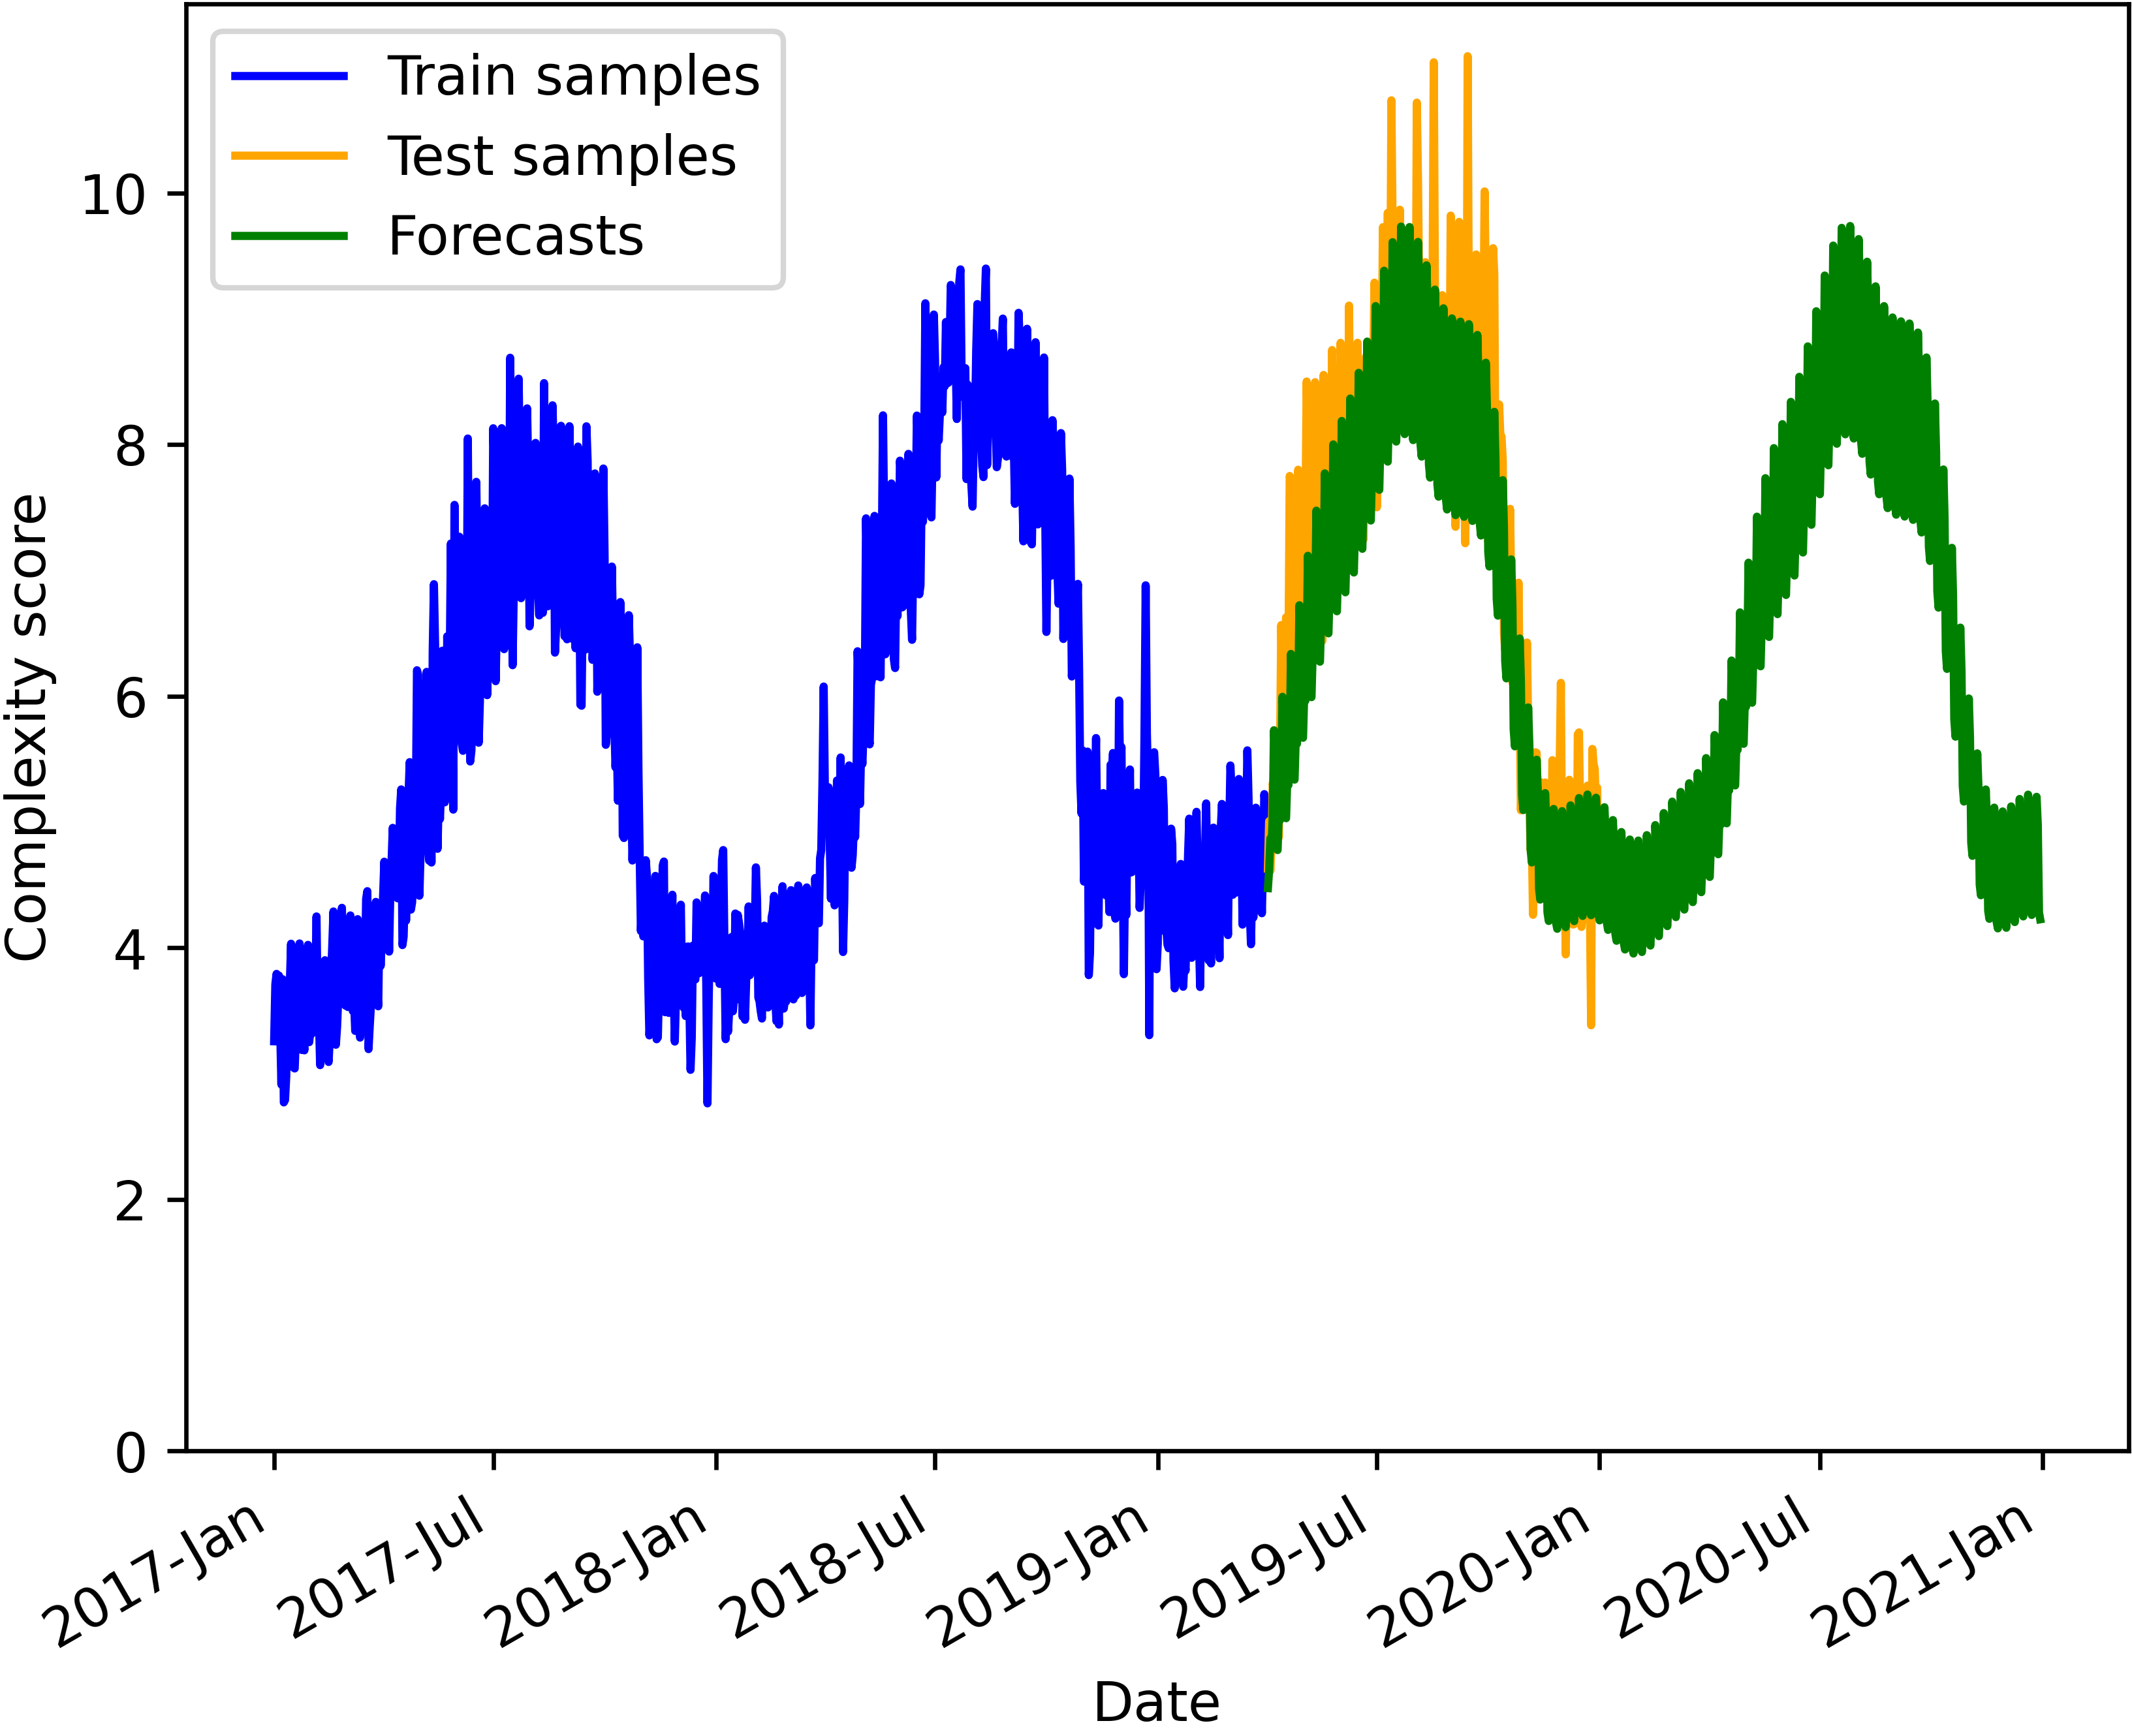 Train samples
Test samples
Forecasts
Complexity score
10
8
6
4
2
0
2017-Jan
2017-Jul
2018-Jan
2018-Jul
2019-Jan
2019-Jul
2020-Jan
2020-Jul
2021-Jan
Date